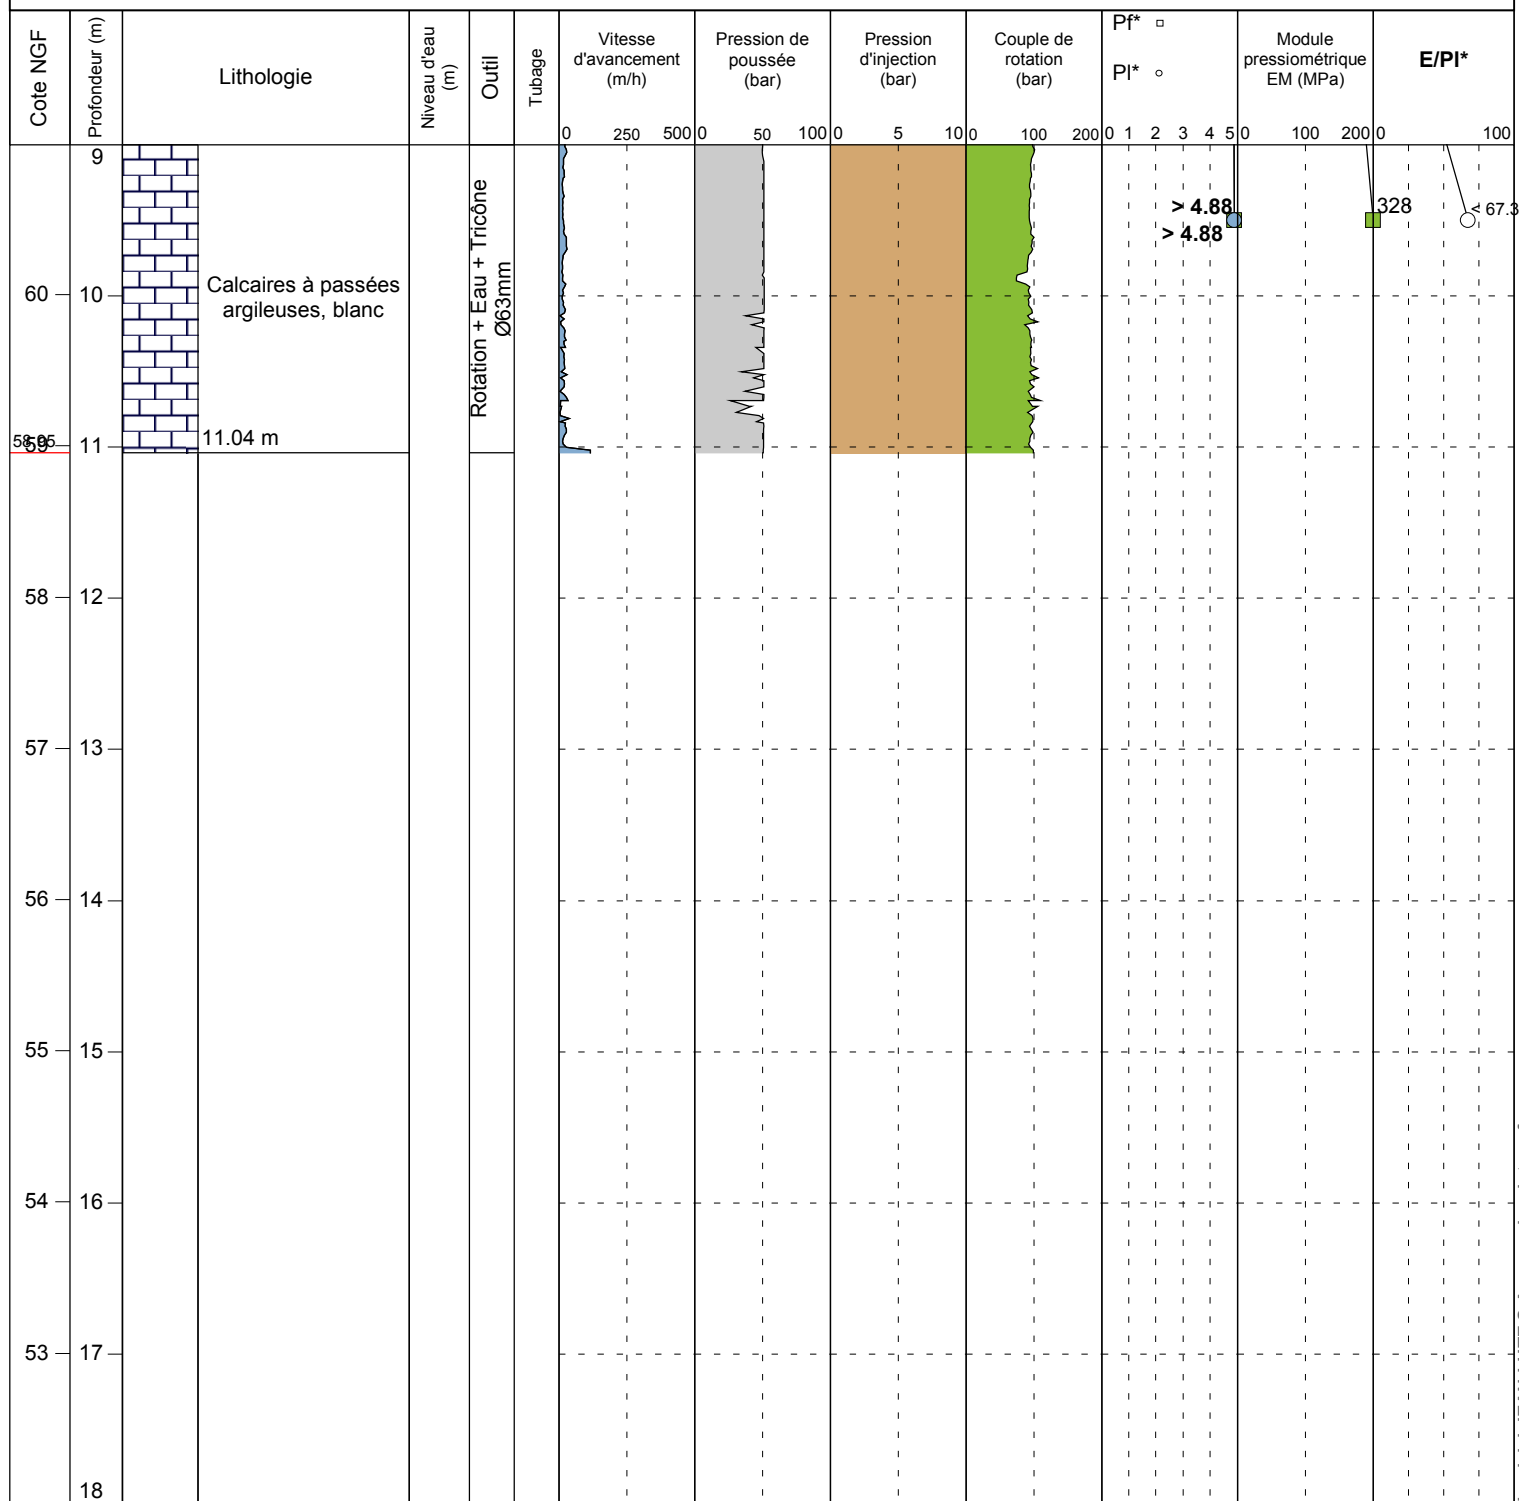 Cote NGF
Profondeur (m)
Lithologie
Niveau d'eau
(m)
Outil
Tubage
Vitesse
d'avancement
(m/h)
0 250 500
Pression de
poussée
(bar)
0 50 100
Pression
d'injection
(bar)
0 5 10
Couple de
rotation
(bar)
0 100 200
Pf*
Pl*
0 1 2 3 4 5
Module
pressiométrique
EM (MPa)
0 100 200
E/Pl*
0 100
9
Calcaires à passées
argileuses, blanc
Rotation + Eau + Tricône
Ø63mm
> 4.88
> 4.88
328
< 67.3
60 10
58.95
59 11
11.04 m
58 12
57 13
56 14
55 15
54 16
53 17
18